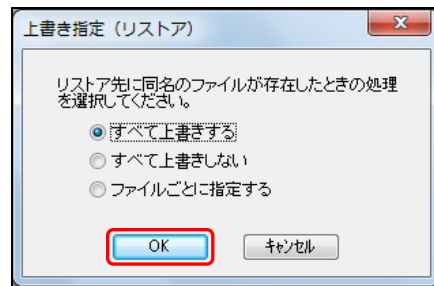 上書き指定（リストア）
リストア先に同名のファイルが存在したときの処理
を選択してください。
すべて上書きする
すべて上書きしない
ファイルごとに指定する
OK
キャンセル